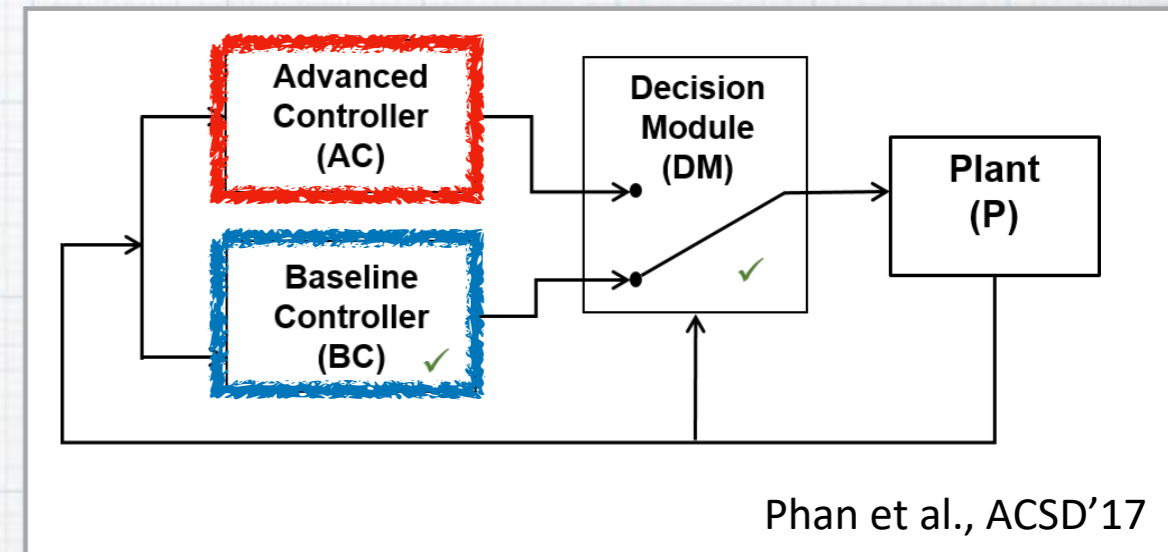 Advanced
Controller
(AC)
Baseline
Controller
(BC)
Decision
Module
(DM)
Plant
(P)
Phan et al., ACSD’17